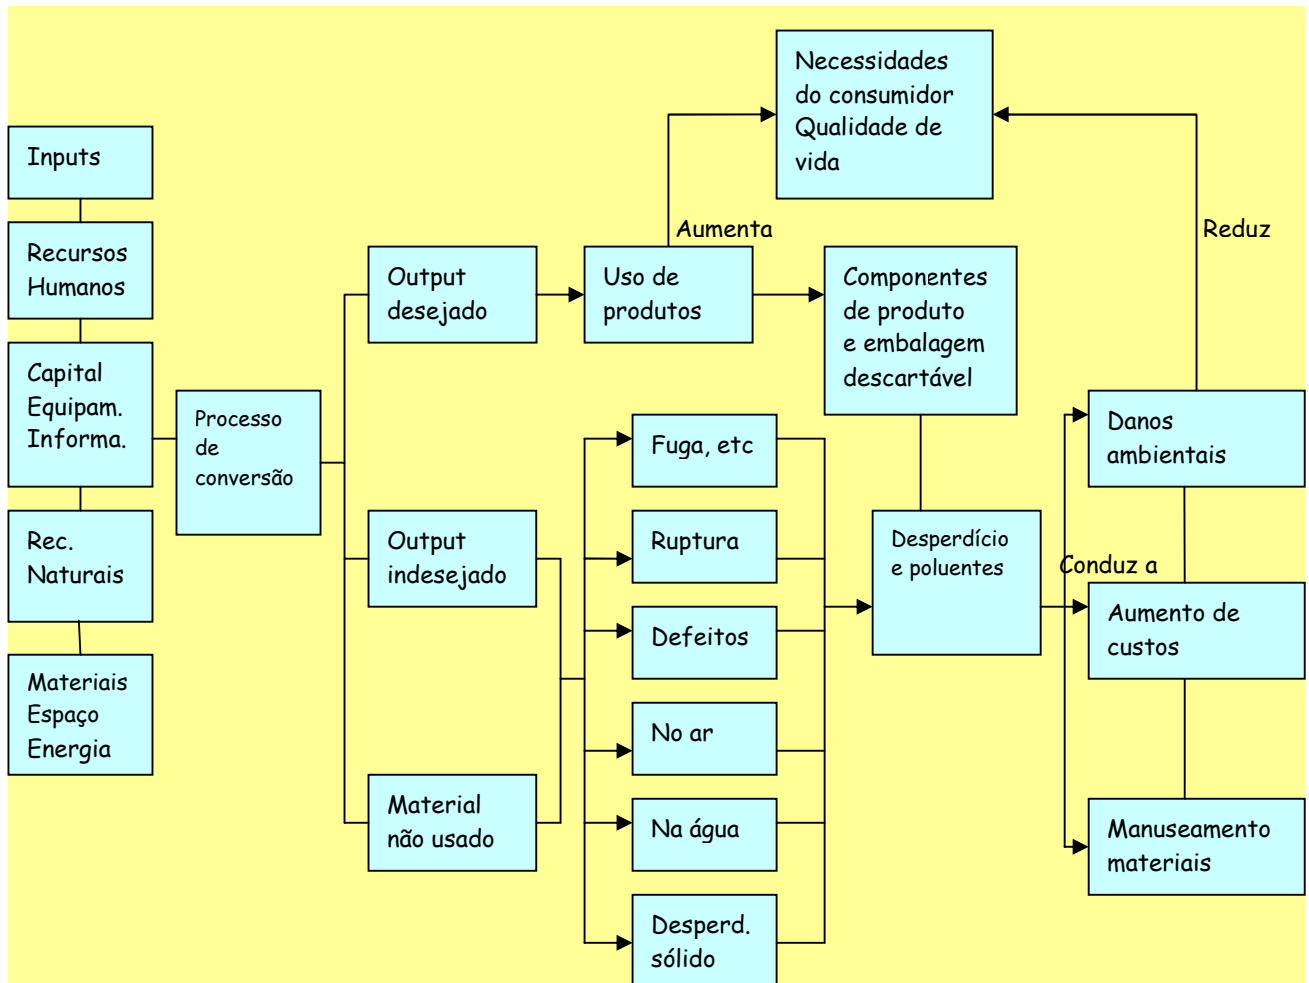 Inputs
Recursos
Humanos
Capital
Equipam.
Informa.
Rec.
Naturais
Materiais
Espaço
Energia
Processo
de
conversão
Output
desejado
Output
indesejado
Material
não usado
Uso de
produtos
Aumenta
Necessidades
do consumidor
Qualidade de
vida
Componentes
de produto
e embalagem
descartável
Fuga, etc
Ruptura
Defeitos
No ar
Na água
Desperd.
sólido
Desperdício
e poluentes
Conduz a
Reduz
Danos
ambientais
Aumento de
custos
Manuseamento
materiais